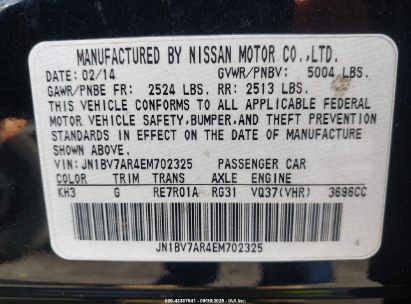 MANUFACTURED BY NISSAN MOTOR CO.,LTD.
DATE: 02/14 GVWR/PNBV: 5004 LBS.
GAWR/PNBE FR: 2524 LBS. RR: 2513 LBS.
THIS VEHICLE CONFORMS TO ALL APPLICABLE FEDERAL
MOTOR VEHICLE SAFETY,BUMPER,AND THEFT PREVENTION
STANDARDS IN EFFECT ON THE DATE OF MANUFACTURE
SHOWN ABOVE.
VIN: JN1BV7AR4EM702325 PASSENGER CAR
COLOR TRIM TRANS AXLE ENGINE
KH3 G RE7R01A RG31 VQ37(VHR) 3696CC
JN1BV7AR4EM702325